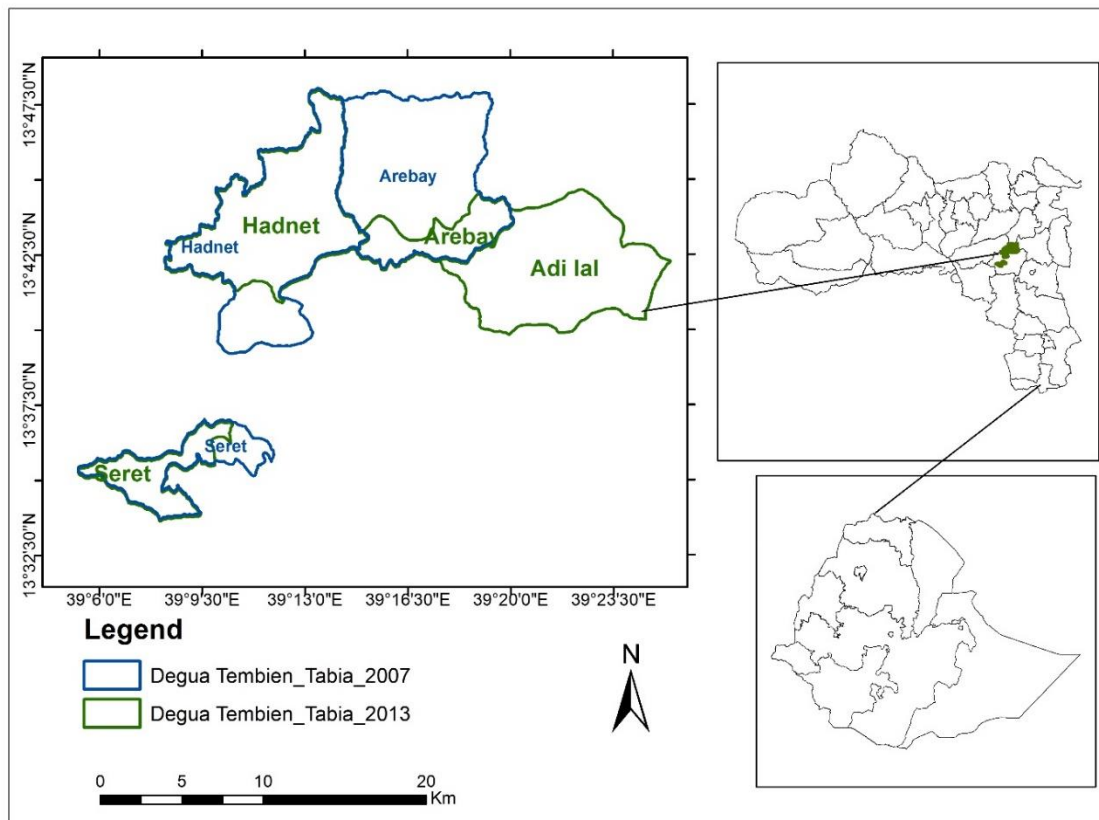 13°47'30"N
13°42'30"N
13°37'30"N
13°32'30"N
Arebay
Hadnet
Hadnet
Arebay
Adi lal
Seret
Seret
39°6'0"E 39°9'30"E 39°13'0"E 39°16'30"E 39°20'0"E 39°23'30"E
Legend
Degua Tembien_Tabia_2007
Degua Tembien_Tabia_2013
N
0 5 10 20
Km